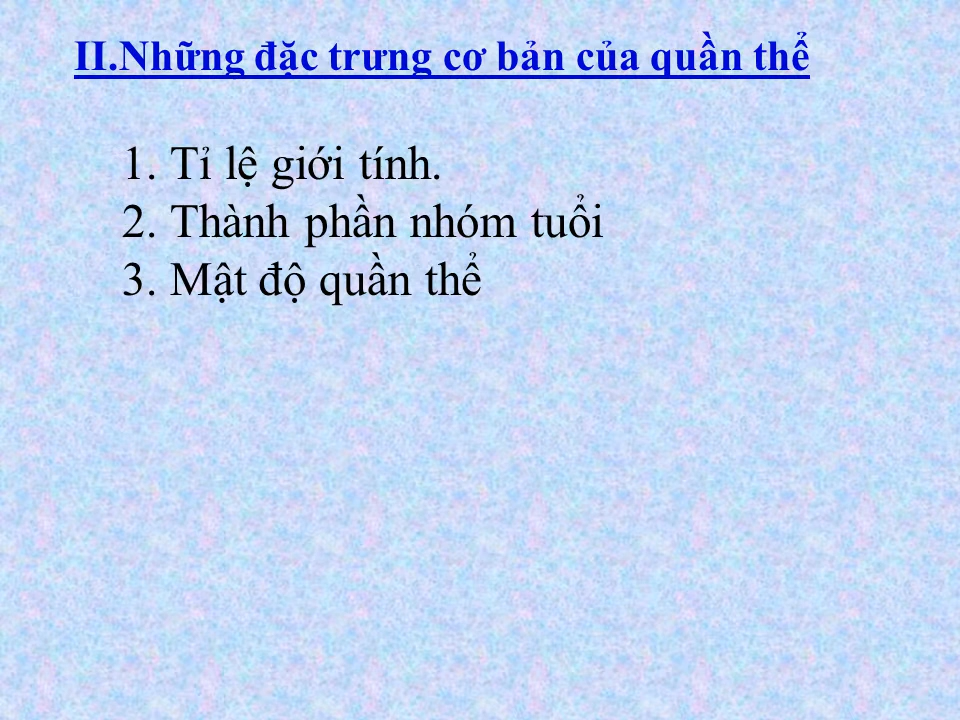 II.Những đặc trưng cơ bản của quần thể
1. Tỉ lệ giới tính.
2. Thành phần nhóm tuổi
3. Mật độ quần thể